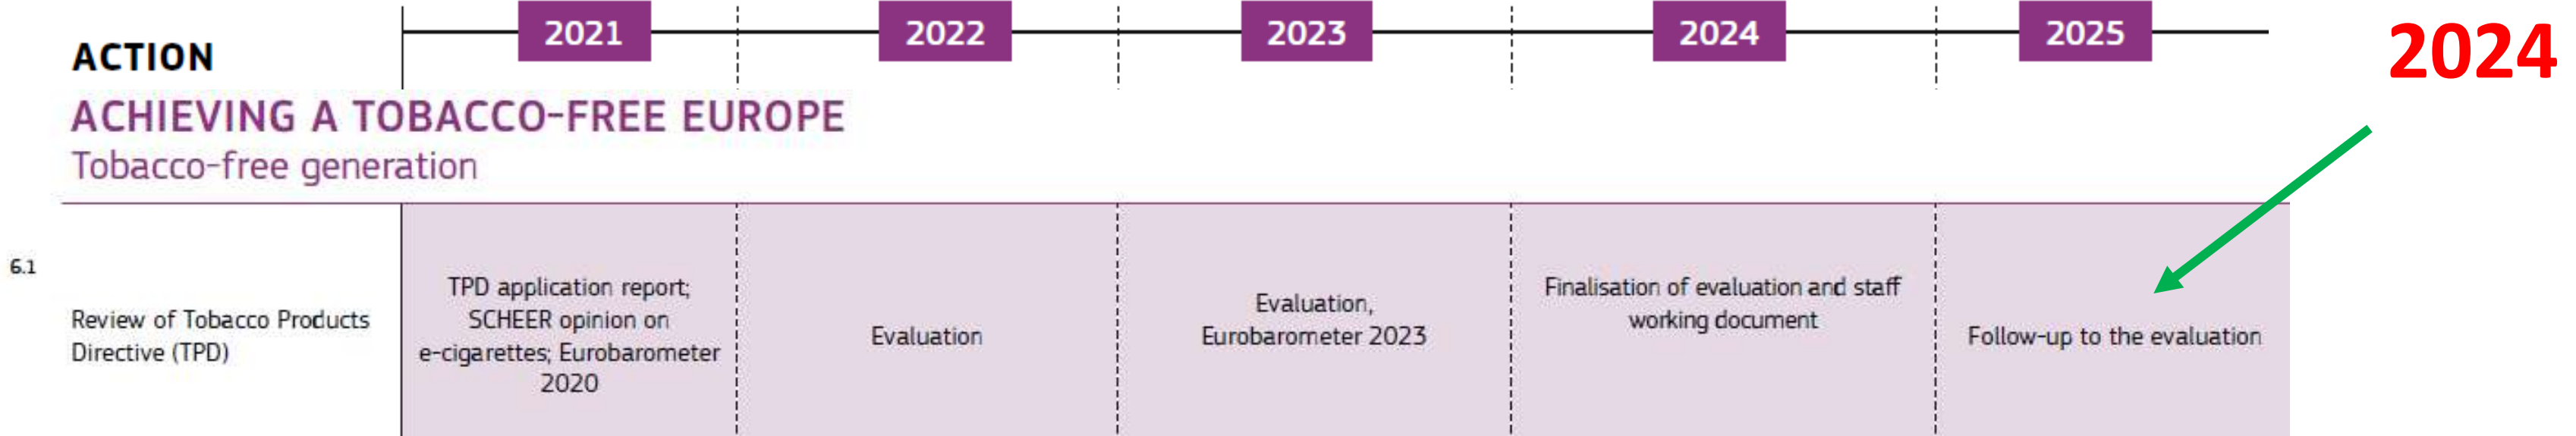 ACTION
2021
2022
2023
2024
2025
2024
ACHIEVING A TOBACCO-FREE EUROPE
Tobacco-free generation
6.1
Review of Tobacco Products
Directive (TPD)
TPD application report;
SCHEER opinion on
e-cigarettes; Eurobarometer
2020
Evaluation
Evaluation,
Eurobarometer 2023
Finalisation of evaluation and staff
working document
Follow-up to the evaluation